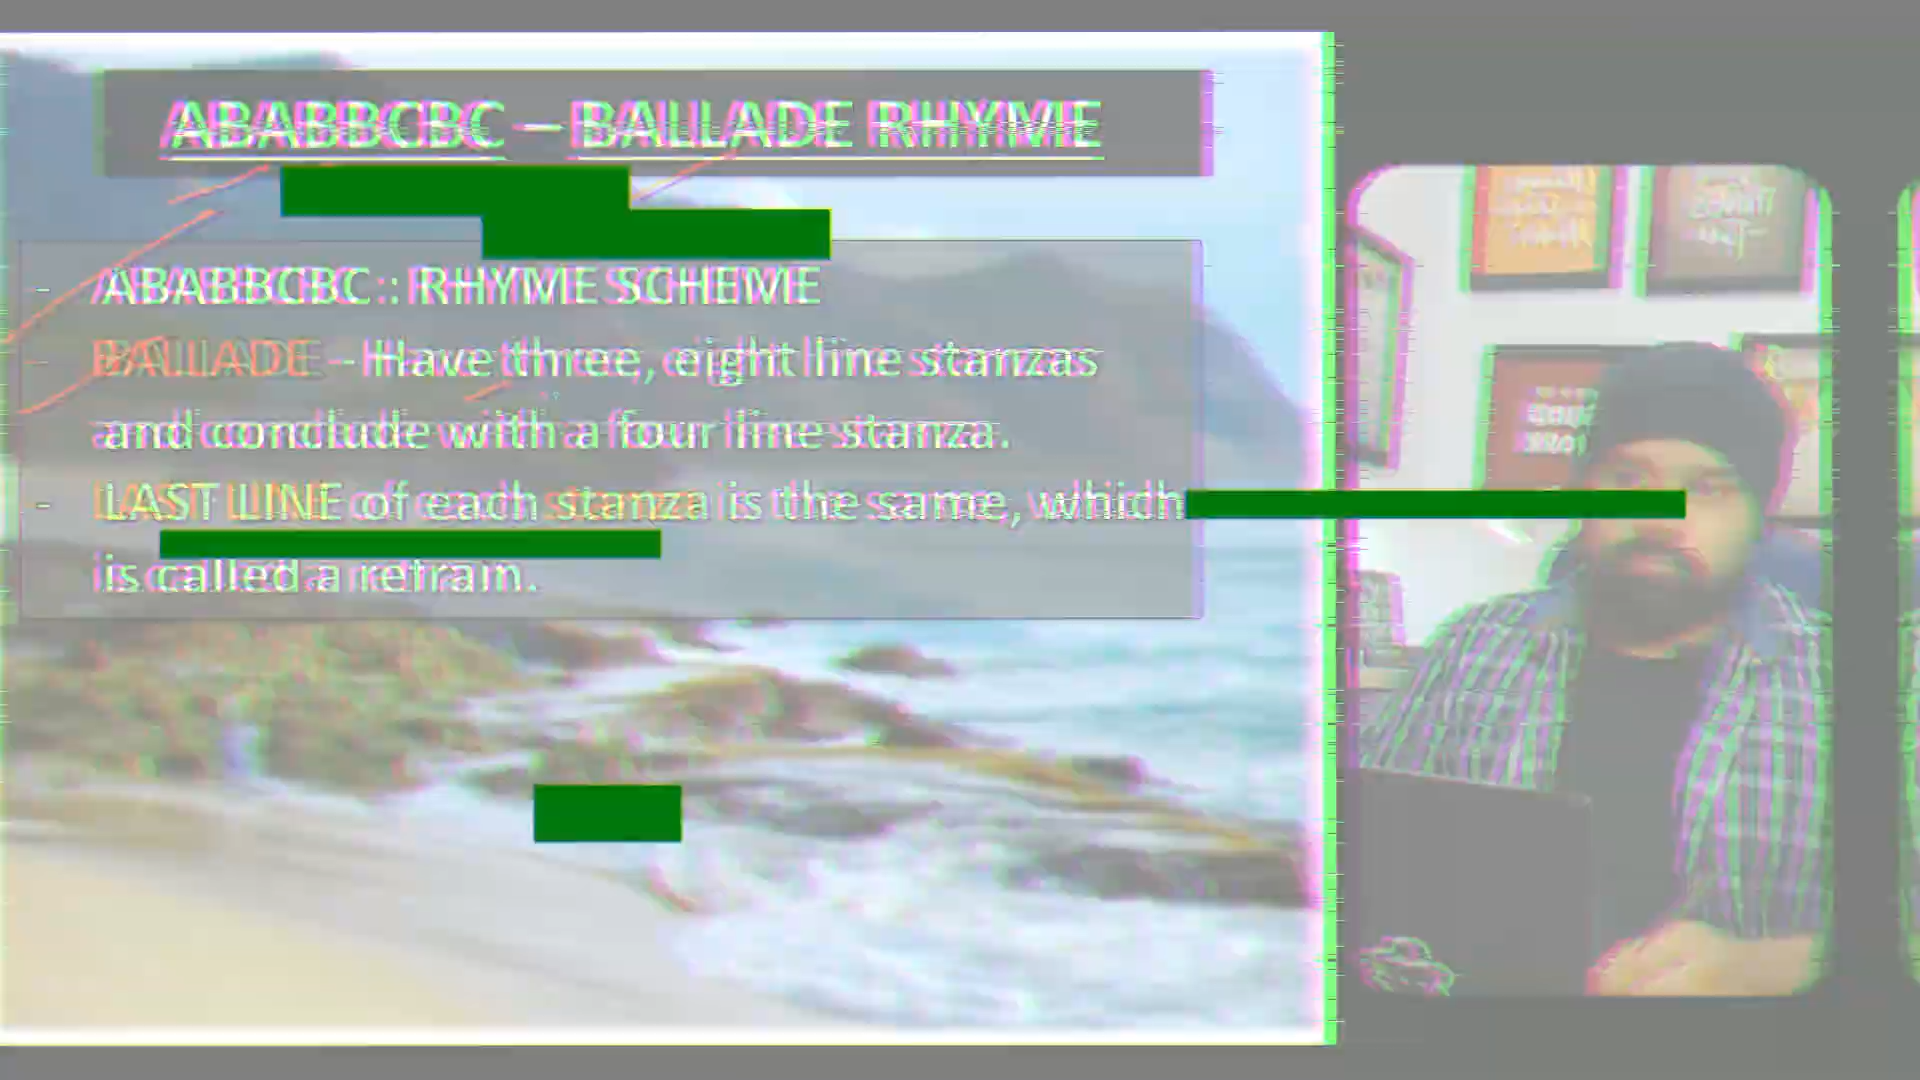 ABABBCBC – BALLADE RHYME
- ABABBCBC : RHYME SCHEME
- BALLADE – Have three, eight line stanzas
and conclude with a four line stanza.
- LAST LINE of each stanza is the same, which
is called a refrain.